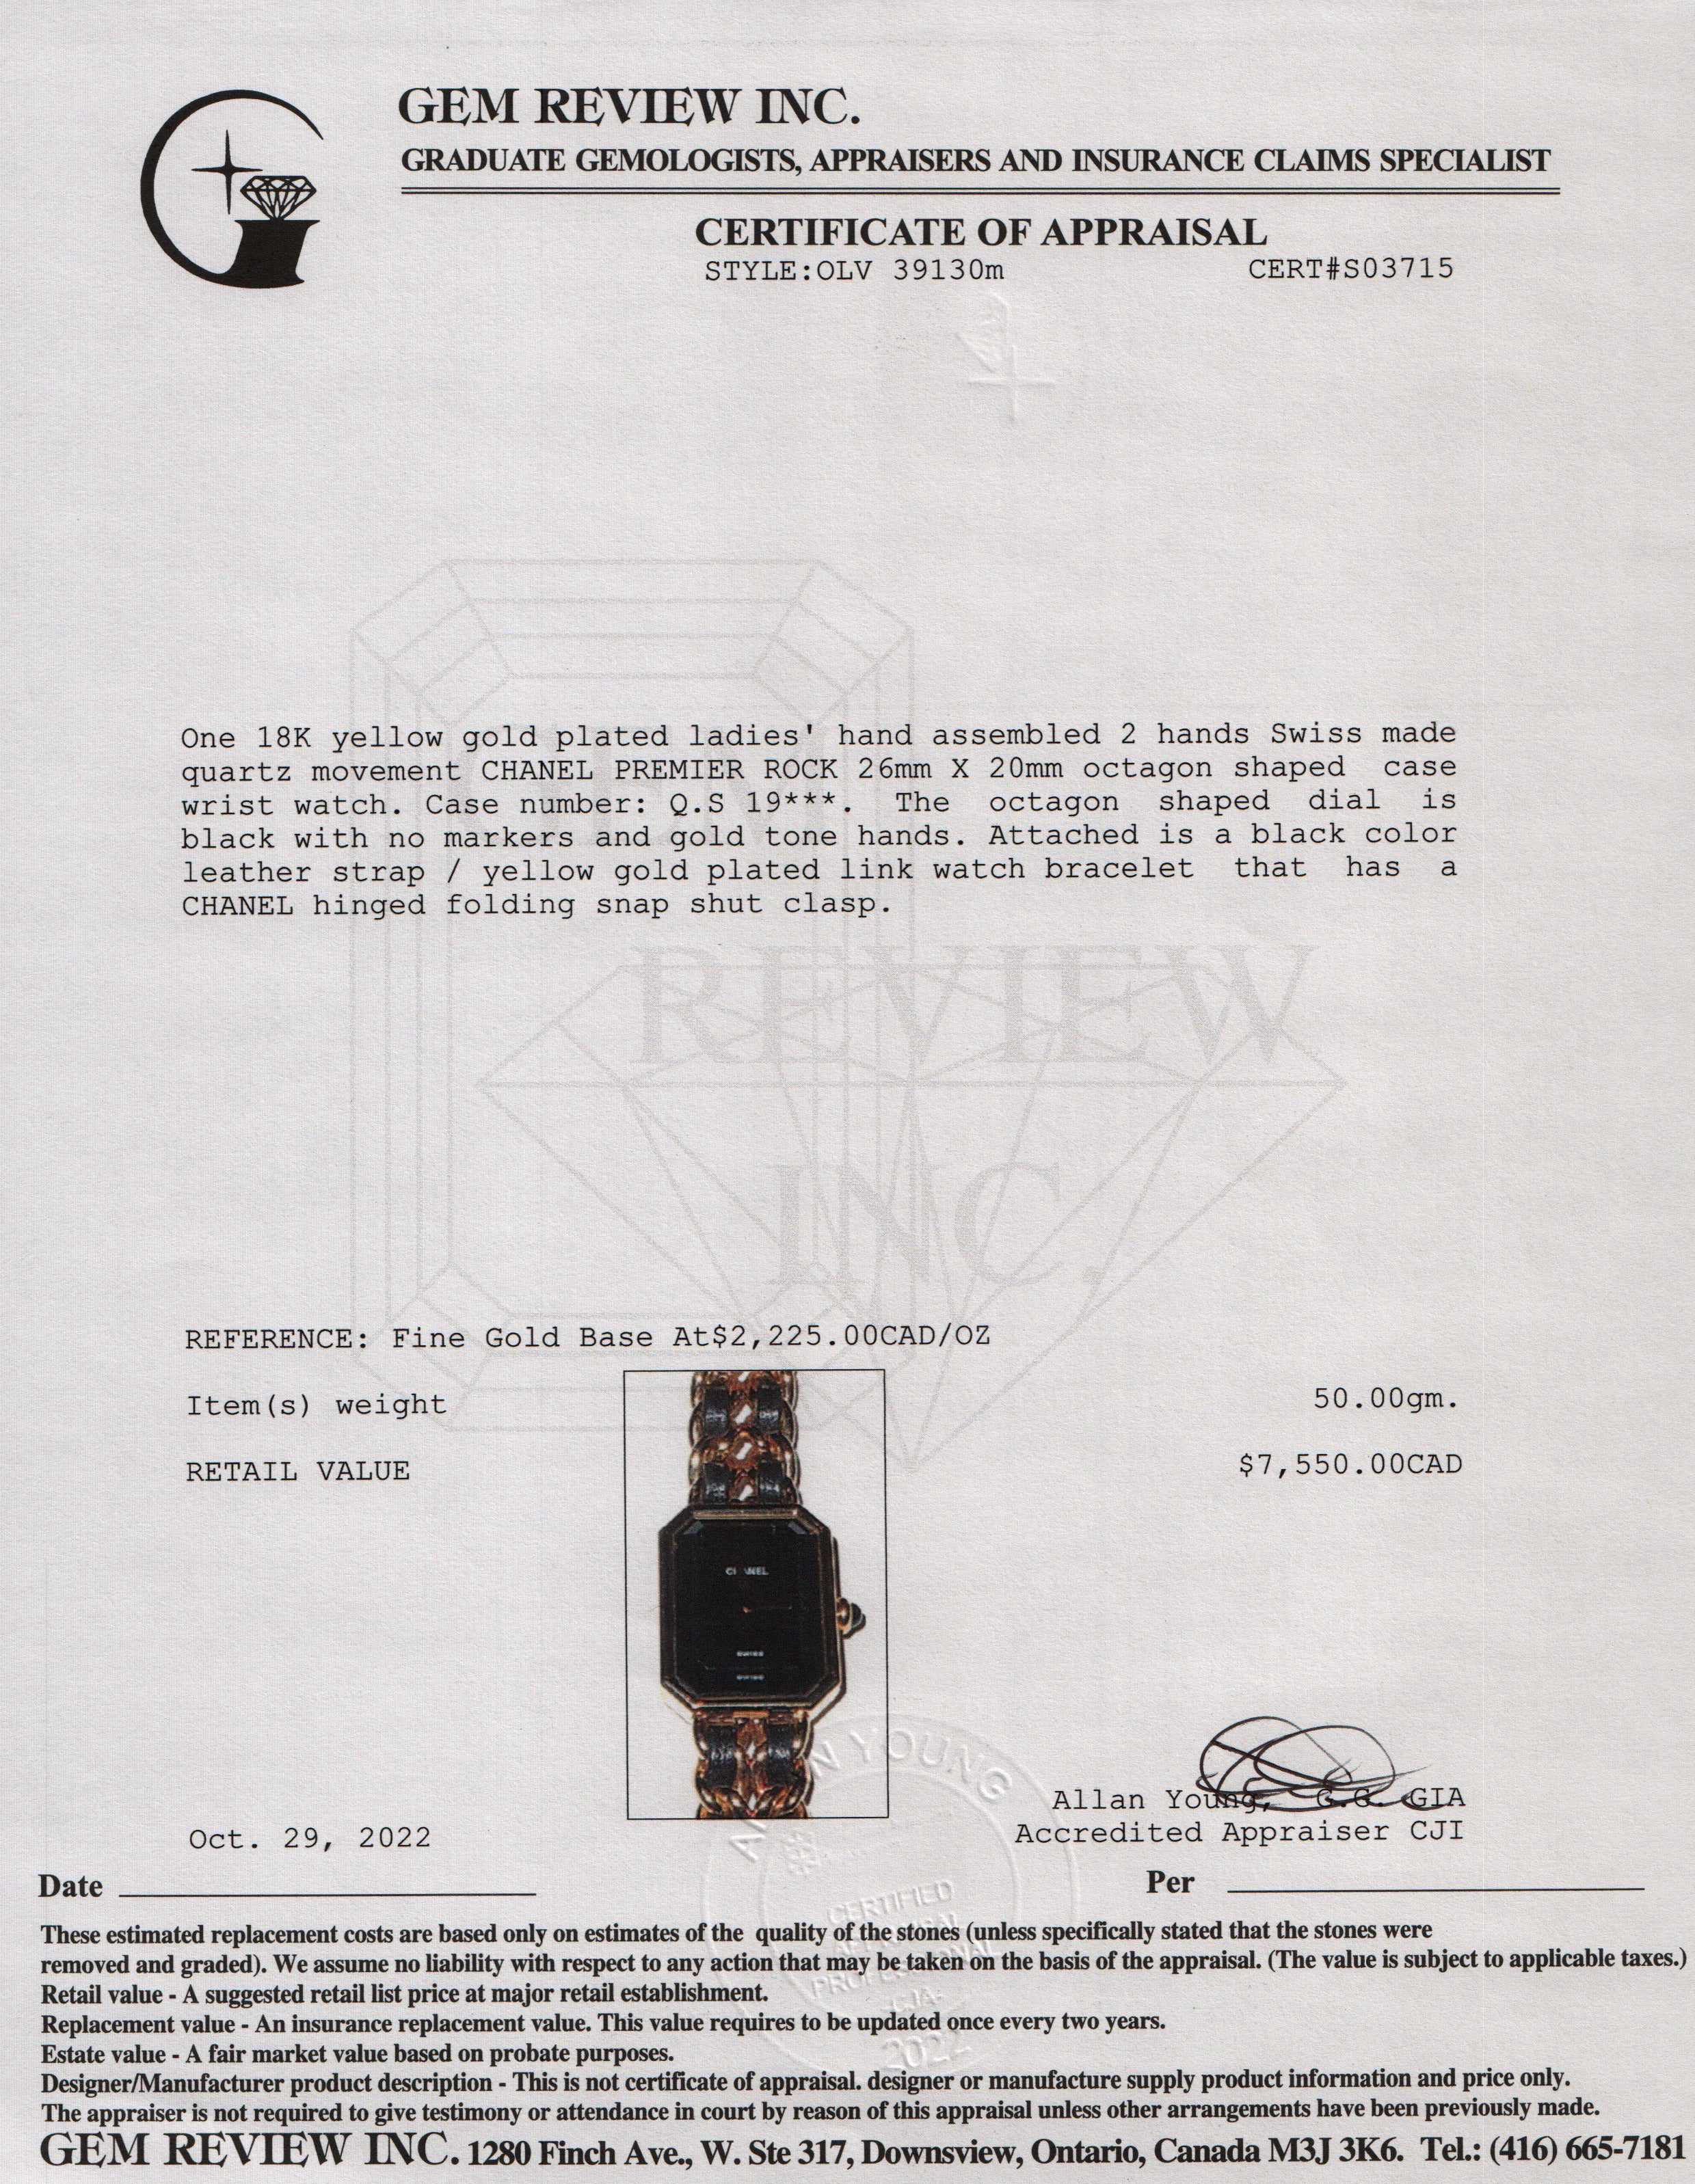 GEM REVIEW INC.
GRADUATE GEMOLOGISTS, APPRAISERS AND INSURANCE CLAIMS SPECIALIST
CERTIFICATE OF APPRAISAL
STYLE:OLV 39130m CERT#S03715
One 18K yellow gold plated ladies' hand assembled 2 hands Swiss made
quartz movement CHANEL PREMIER ROCK 26mm X 20mm octagon shaped case
wrist watch. Case number: Q.S 19***. The octagon shaped dial is
black with no markers and gold tone hands. Attached is a black color
leather strap / yellow gold plated link watch bracelet that has a
CHANEL hinged folding snap shut clasp.
REVIEW
INC.
REFERENCE: Fine Gold Base At$2,225.00CAD/OZ
Item(s) weight 50.00gm.
RETAIL VALUE $7,550.00CAD
SWISS
SWISS
YOUNG
Allan Young, G.G. GIA
Accredited Appraiser CJI
Oct. 29, 2022
Date
Per
CERTIFIED
APPRAISAL
PROFESSIONAL
2022
These estimated replacement costs are based only on estimates of the quality of the stones (unless specifically stated that the stones were
removed and graded). We assume no liability with respect to any action that may be taken on the basis of the appraisal. (The value is subject to applicable taxes.)
Retail value - A suggested retail list price at major retail establishment.
Replacement value - An insurance replacement value. This value requires to be updated once every two years.
Estate value - A fair market value based on probate purposes.
Designer/Manufacturer product description - This is not certificate of appraisal. designer or manufacture supply product information and price only.
The appraiser is not required to give testimony or attendance in court by reason of this appraisal unless other arrangements have been previously made.
GEM REVIEW INC. 1280 Finch Ave., W. Ste 317, Downsview, Ontario, Canada M3J 3K6. Tel.: (416) 665-7181